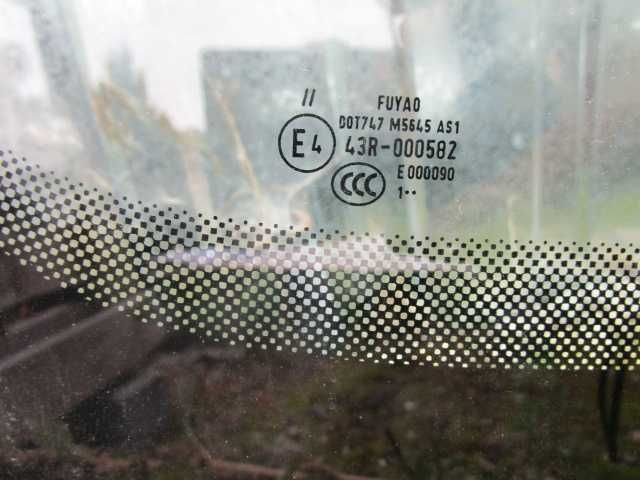 //
FUYAO
DOT747 M5645 AS1
E4 43R-000582
CCC E000090
1··